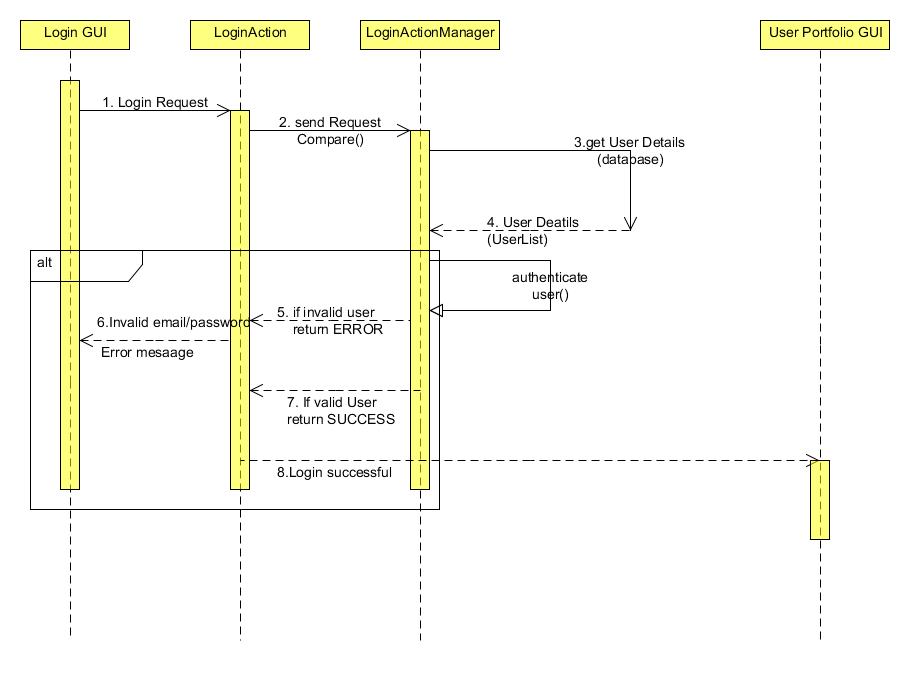 Login GUI
LoginAction
LoginActionManager
User Portfolio GUI
1. Login Request
2. send Request
Compare()
3.get User Details
(database)
4. User Deatils
(UserList)
alt
authenticate
user()
5. if invalid user
return ERROR
6.Invalid email/password
Error mesaage
7. If valid User
return SUCCESS
8.Login successful